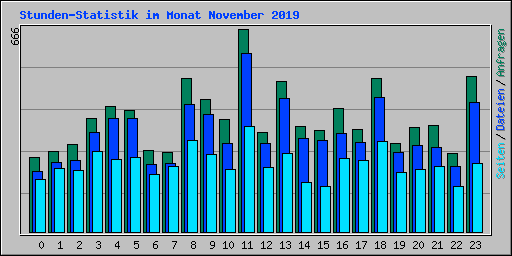 Stunden-Statistik im Monat November 2019
666
Seiten / Dateien / Anfragen
0 1 2 3 4 5 6 7 8 9 10 11 12 13 14 15 16 17 18 19 20 21 22 23